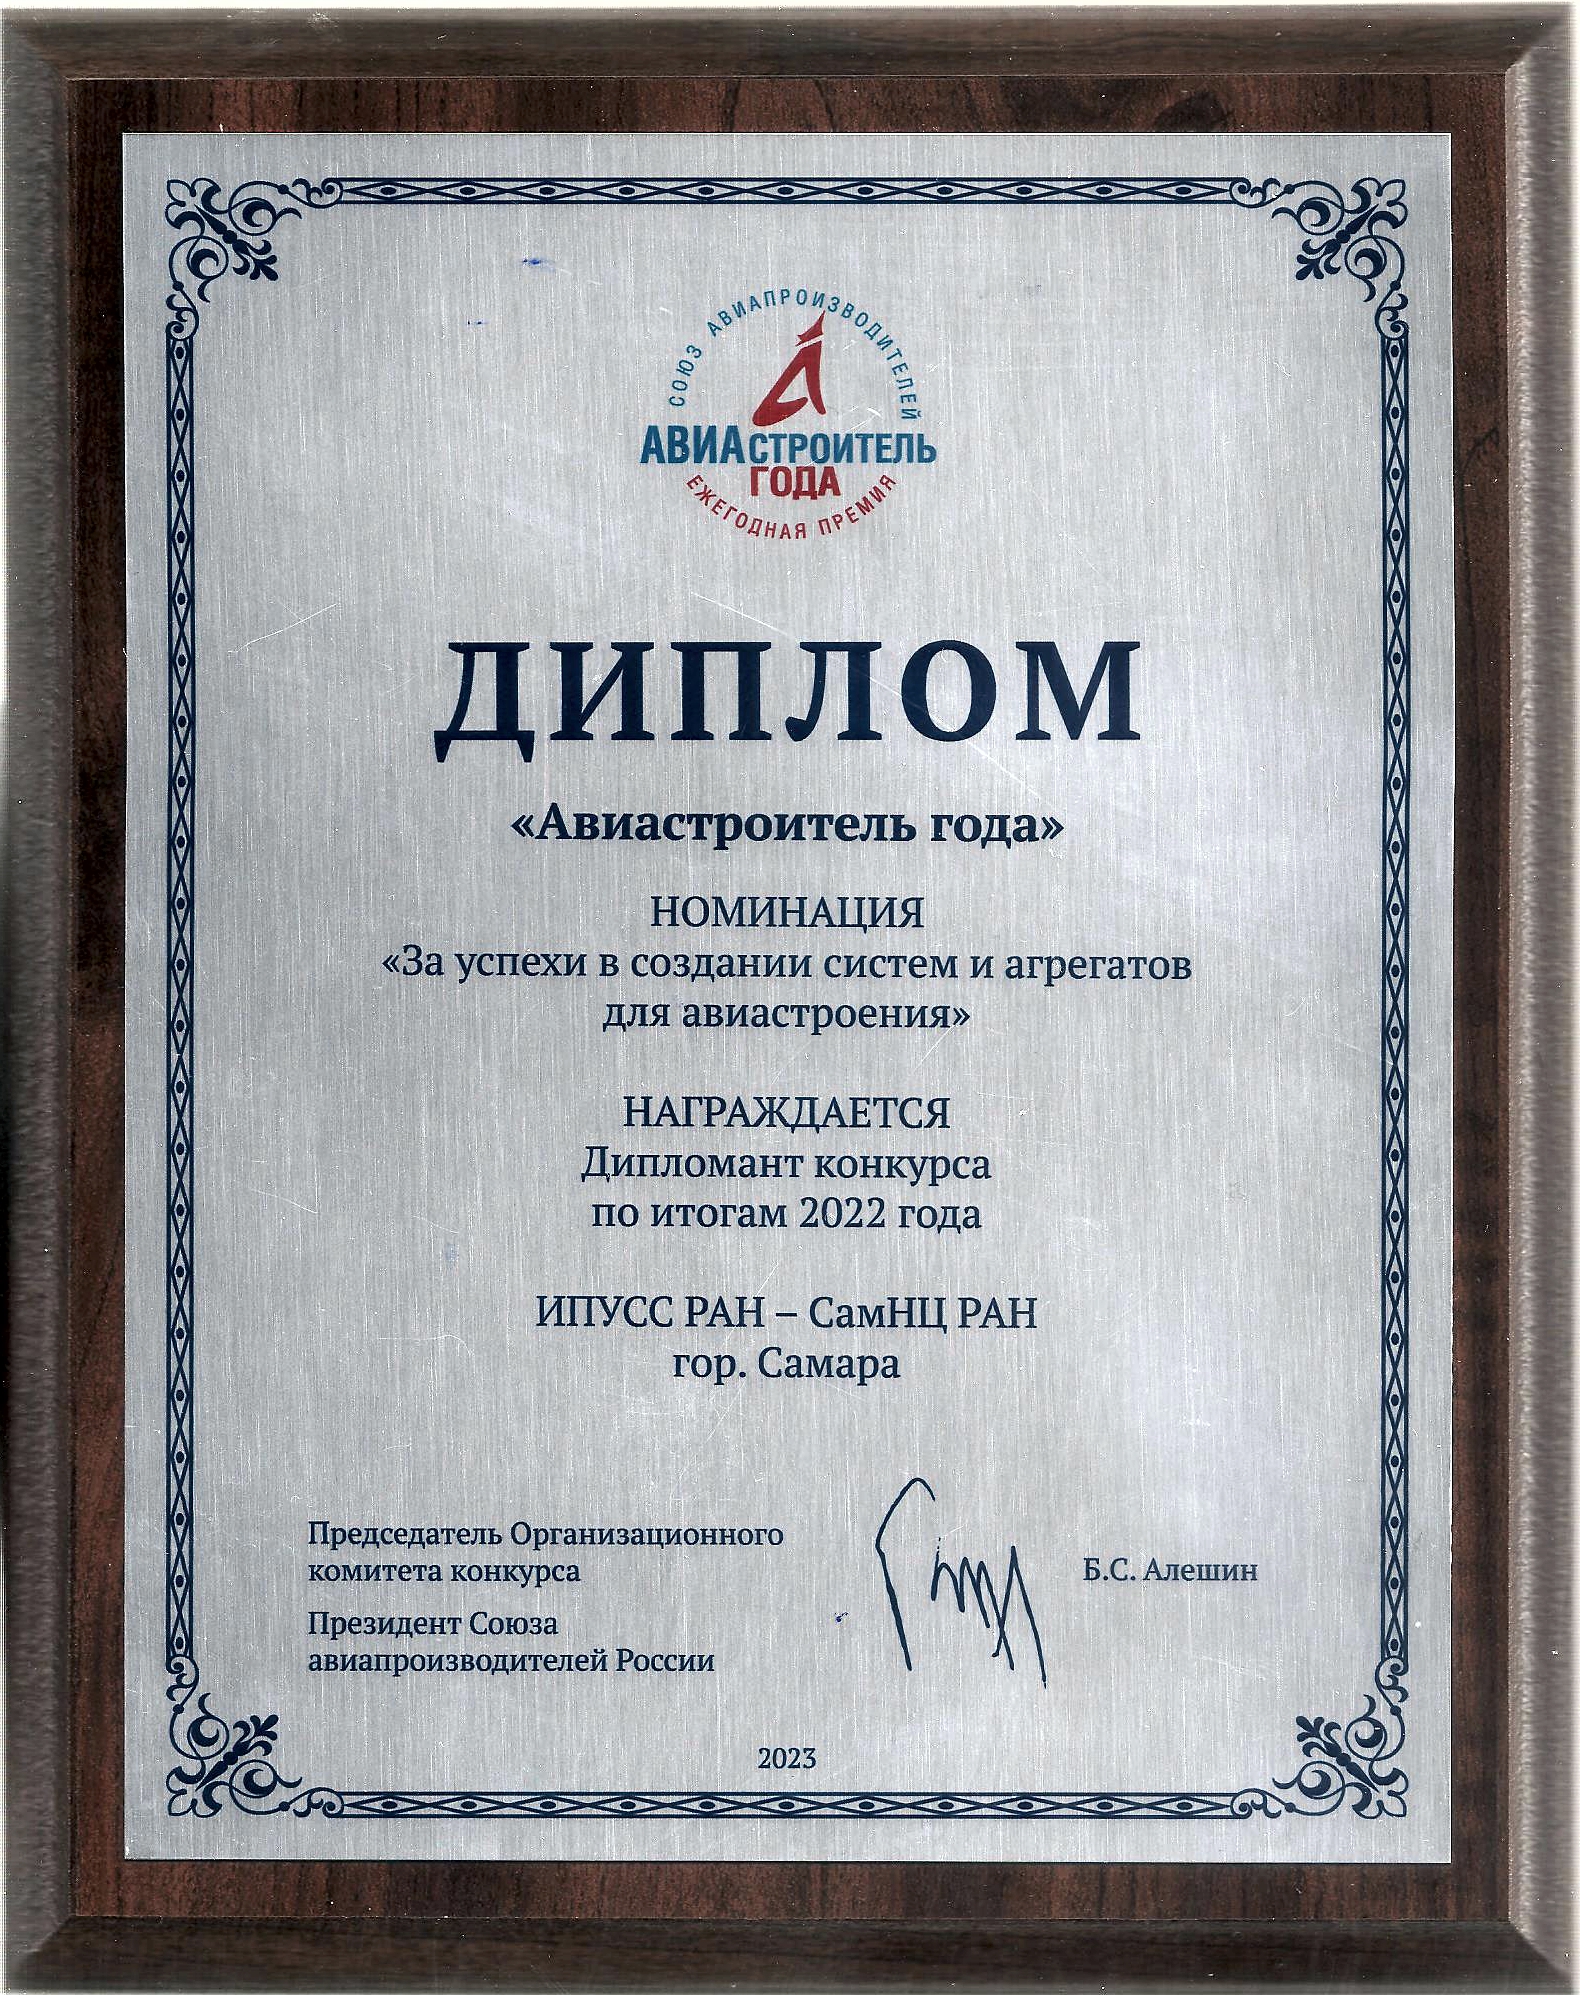 СОЮЗ АВИАПРОИЗВОДИТЕЛЕЙ
АВИАСТРОИТЕЛЬ
ГОДА
ЕЖЕГОДНАЯ ПРЕМИЯ
ДИПЛОМ
«Авиастроитель года»
НОМИНАЦИЯ
«За успехи в создании систем и агрегатов
для авиастроения»
НАГРАЖДАЕТСЯ
Дипломант конкурса
по итогам 2022 года
ИПУСС РАН – СамНЦ РАН
гор. Самара
Председатель Организационного
комитета конкурса
Президент Союза
авиапроизводителей России
Б.С. Алешин
2023